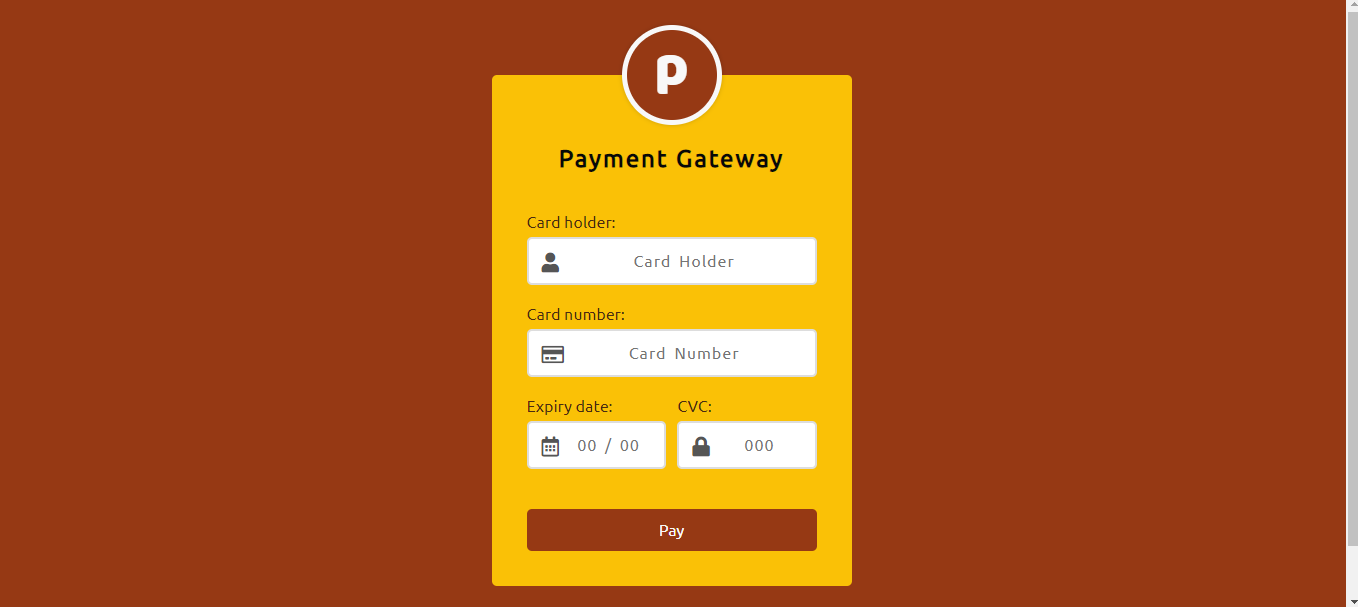 p
Payment Gateway
Card holder:
Card Holder
Card number:
Card Number
Expiry date: CVC:
00 / 00 000
Pay